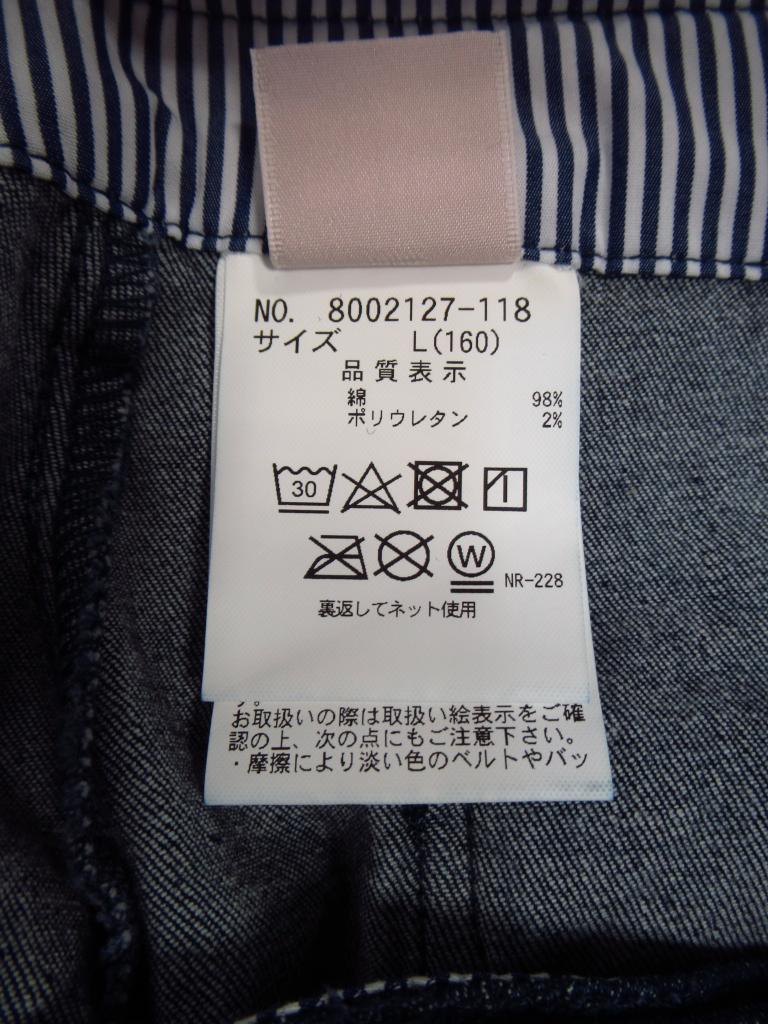 NO. 8002127-118
サイズ L(160)
品質表示
綿 98%
ポリウレタン 2%
30
W NR-228
裏返してネット使用
お取扱いの際は取扱い絵表示をご確
認の上、次の点にもご注意下さい。
・摩擦により淡い色のベルトやバッ